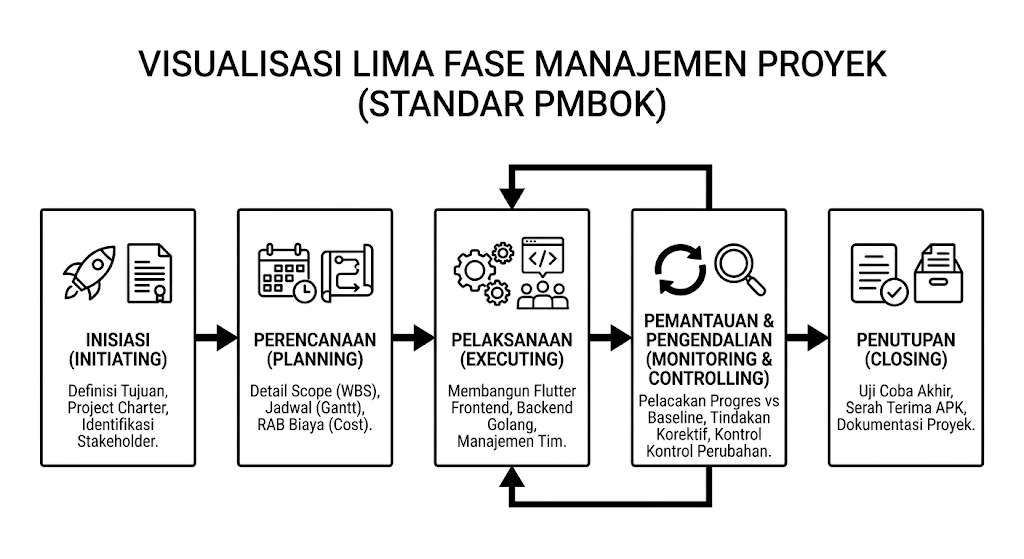 VISUALISASI LIMA FASE MANAJEMEN PROYEK
(STANDAR PMBOK)
INISIASI
(INITIATING)
Definisi Tujuan,
Project Charter,
Identifikasi
Stakeholder.
PERENCANAAN
(PLANNING)
Detail Scope (WBS),
Jadwal (Gantt),
RAB Biaya (Cost).
</>
PELAKSANAAN
(EXECUTING)
Membangun Flutter
Frontend, Backend
Golang,
Manajemen Tim.
PEMANTAUAN &
PENGENDALIAN
(MONITORING &
CONTROLLING)
Pelacakan Progres vs
Baseline, Tindakan
Korektif, Kontrol
Kontrol Perubahan.
PENUTUPAN
(CLOSING)
Uji Coba Akhir,
Serah Terima APK,
Dokumentasi Proyek.